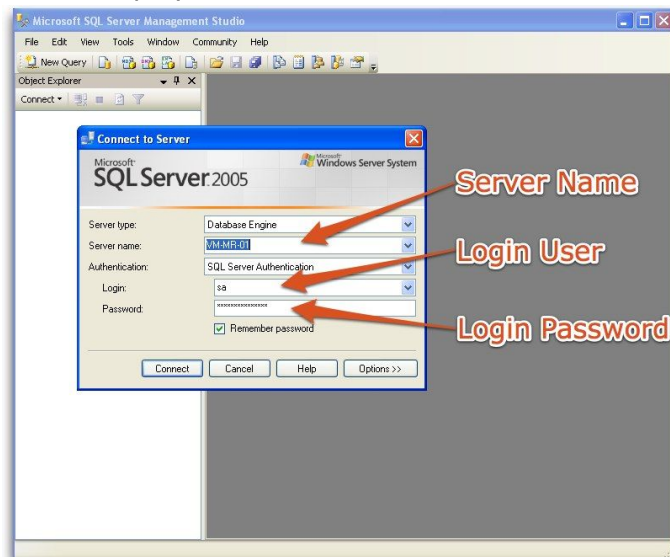 Microsoft SQL Server Management Studio
File Edit View Tools Window Community Help
New Query
Object Explorer
Connect
Connect to Server
Microsoft
SQL Server 2005
Microsoft
Windows Server System
Server Name
Server type: Database Engine
Server name: VM-MR-01
Login User
Authentication: SQL Server Authentication
Login: sa
Password: ***************
Login Password
Remember password
Connect Cancel Help Options >>